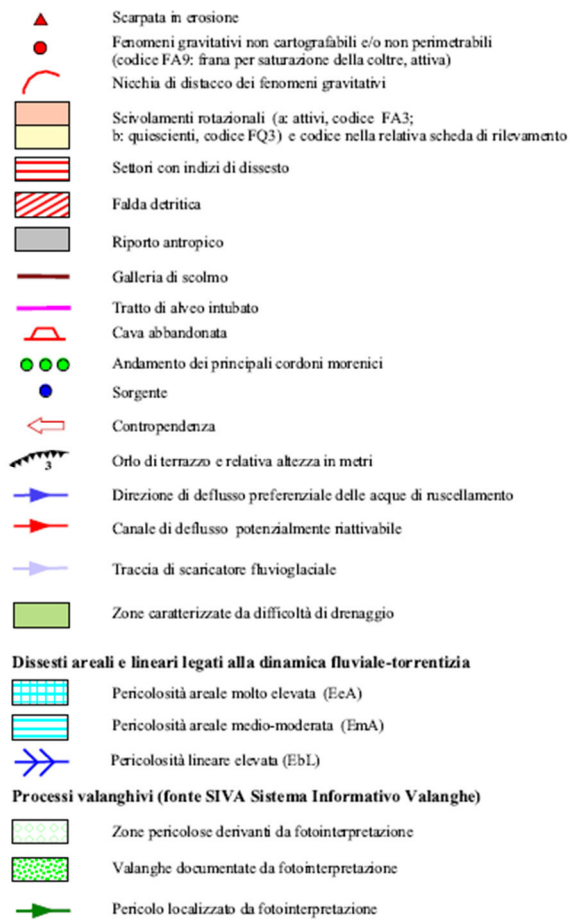 Scarpata in erosione
Fenomeni gravitativi non cartografabili e/o non perimetrabili
(codice FA9: frana per saturazione della coltre, attiva)
Nicchia di distacco dei fenomeni gravitativi
Scivolamenti rotazionali (a: attivi, codice FA3;
b: quiescienti, codice FQ3) e codice nella relativa scheda di rilevamento
Settori con indizi di dissesto
Falda detritica
Riporto antropico
Galleria di scolmo
Tratto di alveo intubato
Cava abbandonata
Andamento dei principali cordoni morenici
Sorgente
Contropendenza
3 Orlo di terrazzo e relativa altezza in metri
Direzione di deflusso preferenziale delle acque di ruscellamento
Canale di deflusso potenzialmente riattivabile
Traccia di scaricatore fluvioglaciale
Zone caratterizzate da difficoltà di drenaggio
Dissesti areali e lineari legati alla dinamica fluviale-torrentizia
Pericolosità areale molto elevata (EeA)
Pericolosità areale medio-moderata (EmA)
Pericolosità lineare elevata (EbL)
Processi valanghivi (fonte SIVA Sistema Informativo Valanghe)
Zone pericolose derivanti da fotointerpretazione
Valanghe documentate da fotointerpretazione
Pericolo localizzato da fotointerpretazione